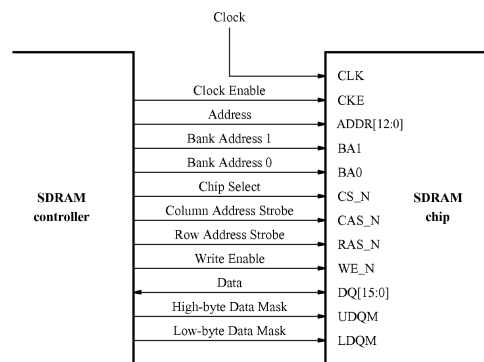 Clock
CLK
Clock Enable
CKE
Address
ADDR[12:0]
Bank Address 1
BA1
Bank Address 0
BA0
Chip Select
CS_N
SDRAM
controller
SDRAM
chip
Column Address Strobe
CAS_N
Row Address Strobe
RAS_N
Write Enable
WE_N
Data
DQ[15:0]
High-byte Data Mask
UDQM
Low-byte Data Mask
LDQM